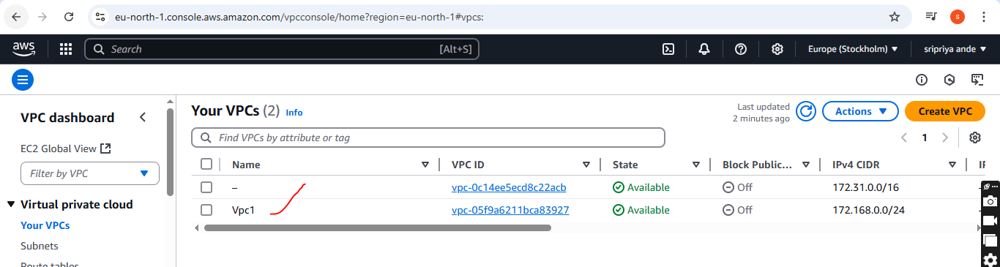 eu-north-1.console.aws.amazon.com/vpcconsole/home?region=eu-north-1#vpcs:
S
aws
Search [Alt+S]
Europe (Stockholm)
sripriya ande
VPC dashboard
EC2 Global View
Filter by VPC
Virtual private cloud
Your VPCs
Subnets
Route tables
Your VPCs (2) Info
Last updated
2 minutes ago
Actions
Create VPC
Find VPCs by attribute or tag
1
Name VPC ID State Block Public... IPv4 CIDR
– vpc-0c14ee5ecd8c22acb Available Off 172.31.0.0/16 –
Vpc1 vpc-05f9a6211bca83927 Available Off 172.168.0.0/24